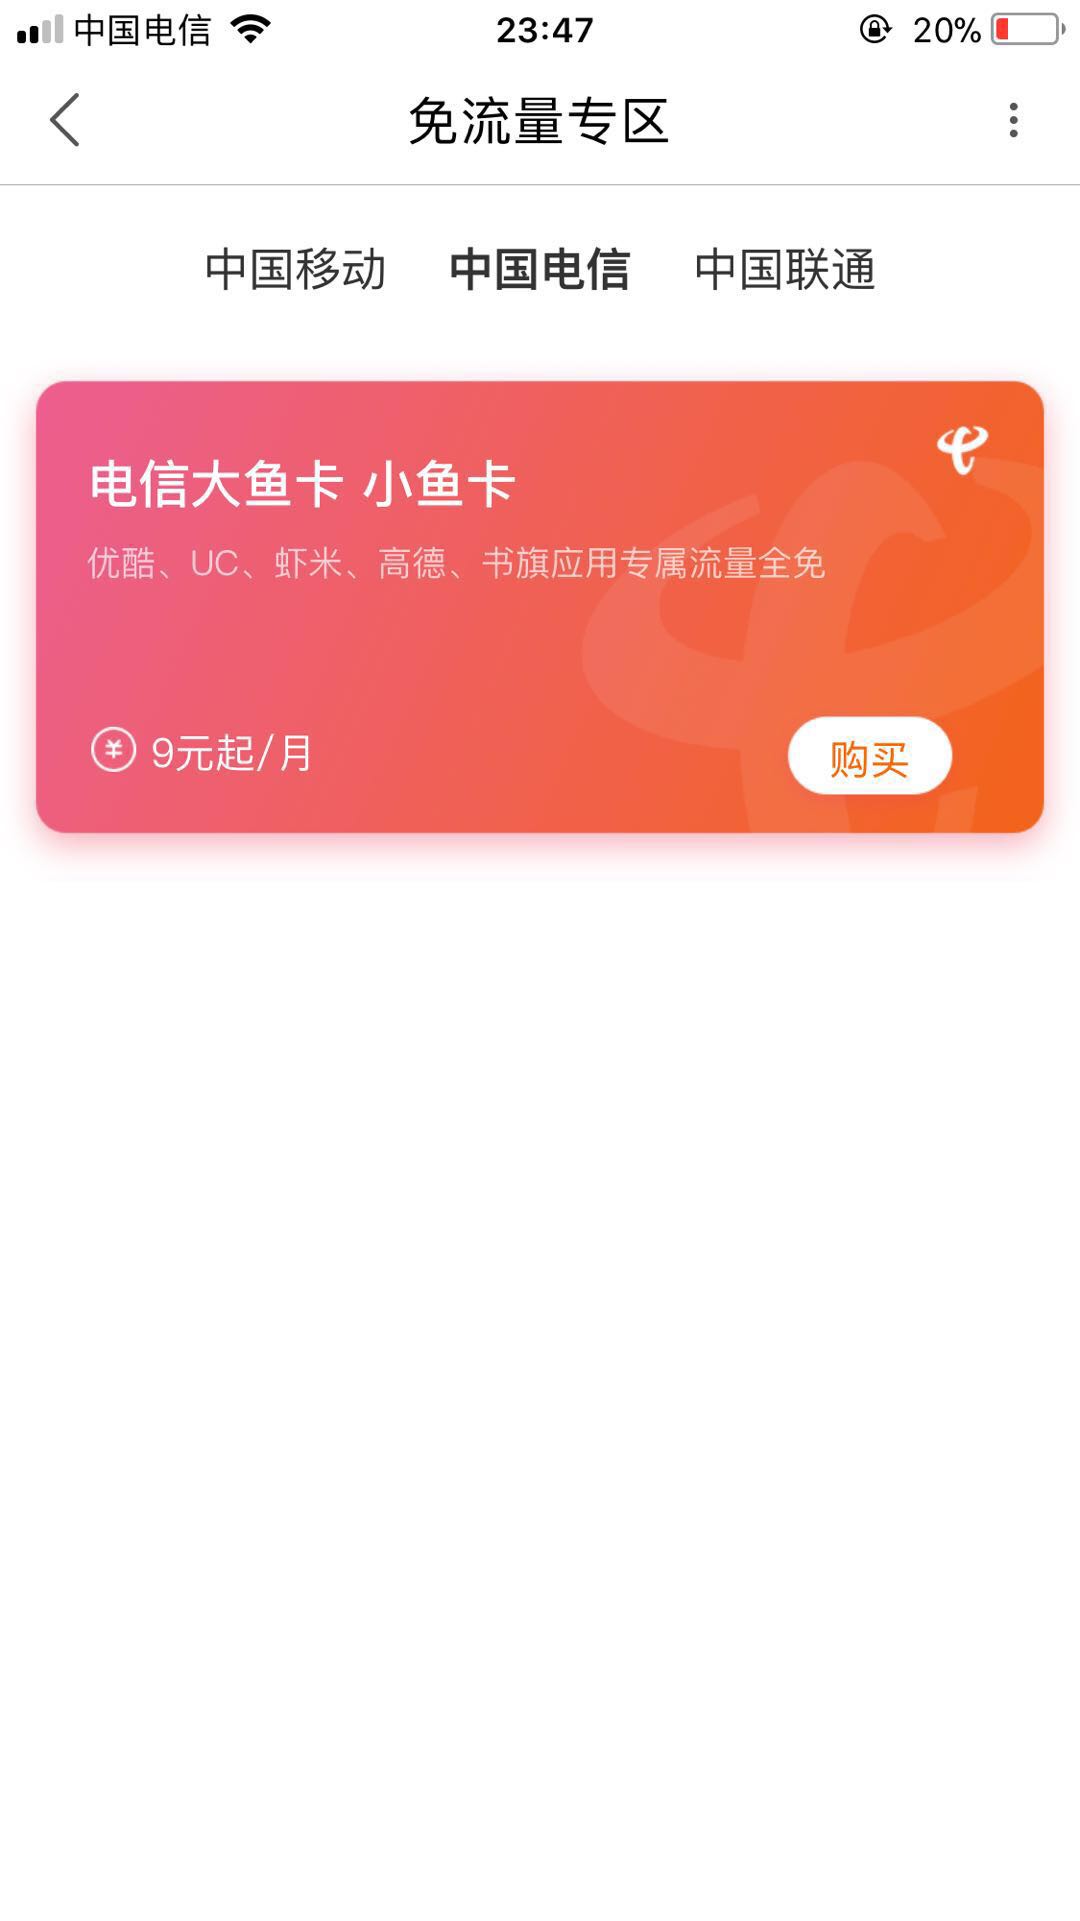 中国电信 23:47 20%
免流量专区
中国移动 中国电信 中国联通
电信大鱼卡 小鱼卡
优酷、UC、虾米、高德、书旗应用专属流量全免
¥ 9元起/月 购买